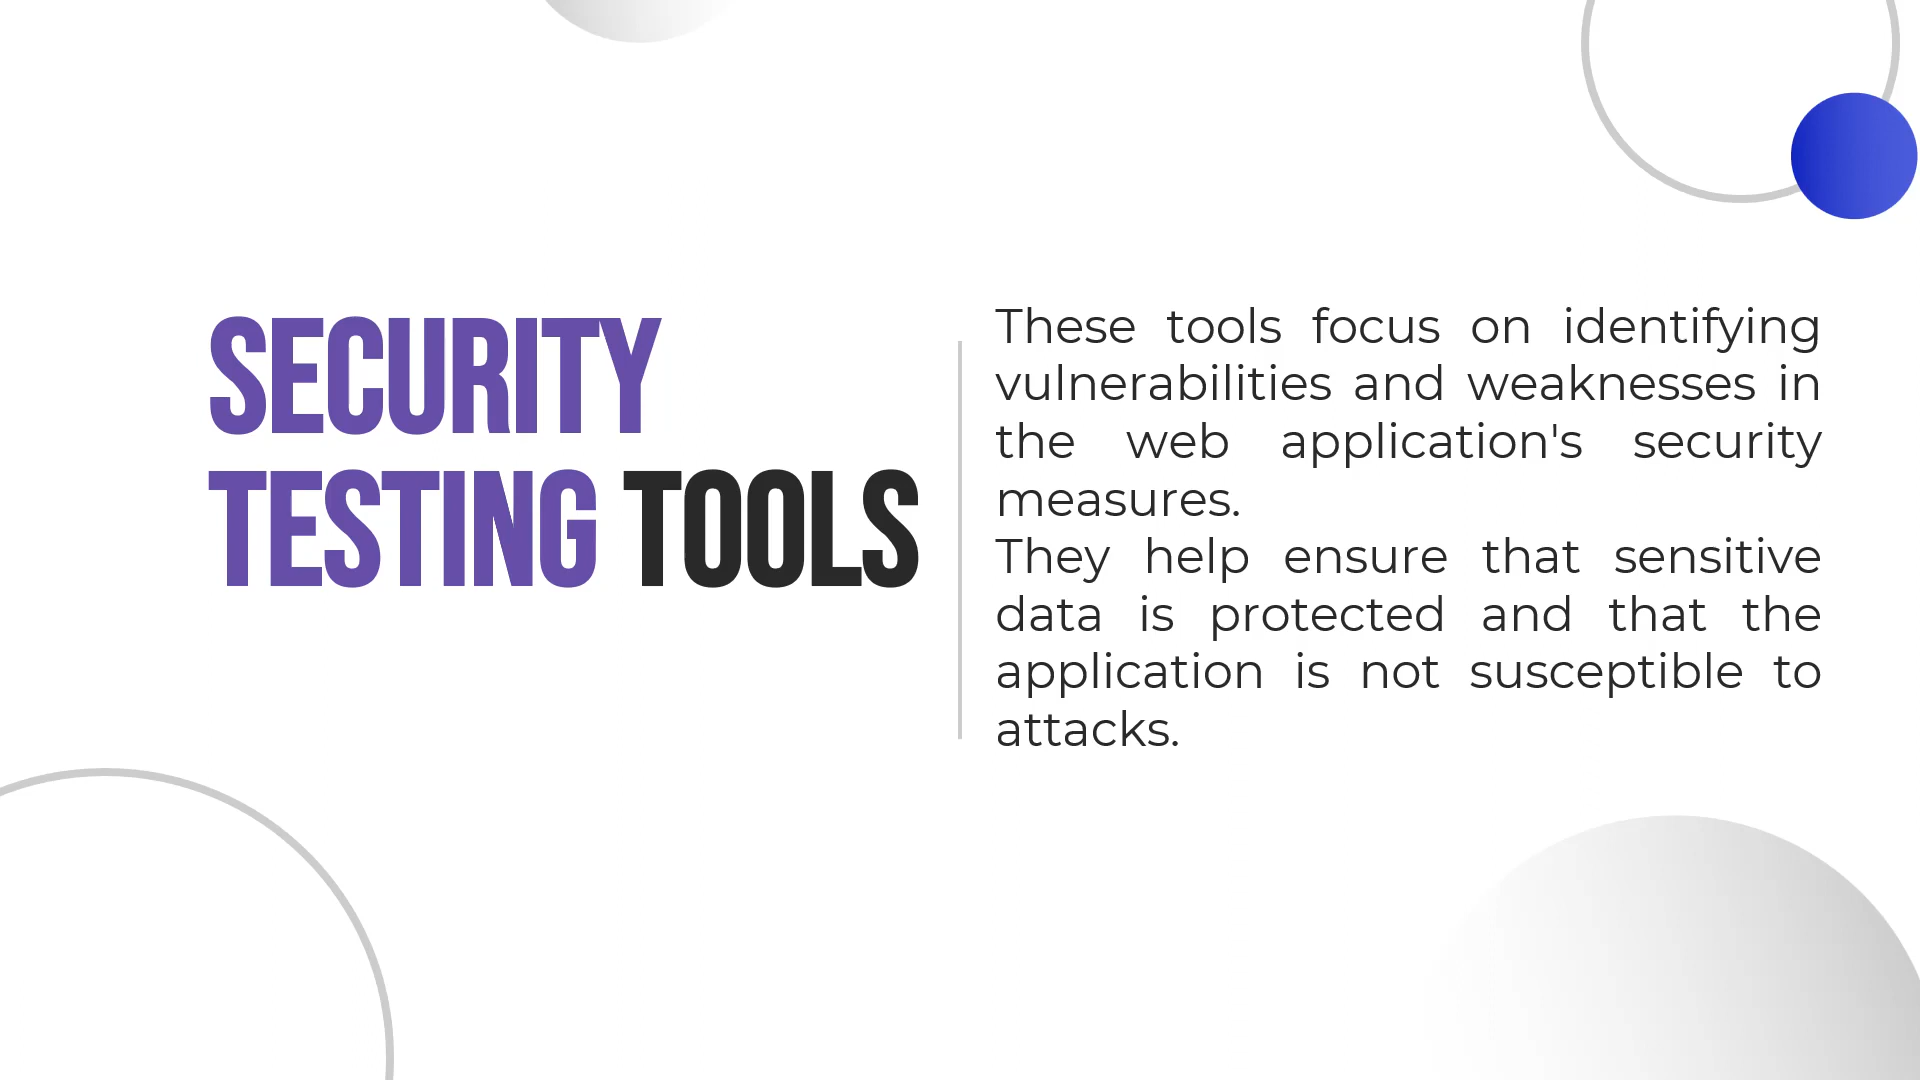 SECURITY
TESTING TOOLS
These tools focus on identifying
vulnerabilities and weaknesses in
the web application's security
measures.
They help ensure that sensitive
data is protected and that the
application is not susceptible to
attacks.